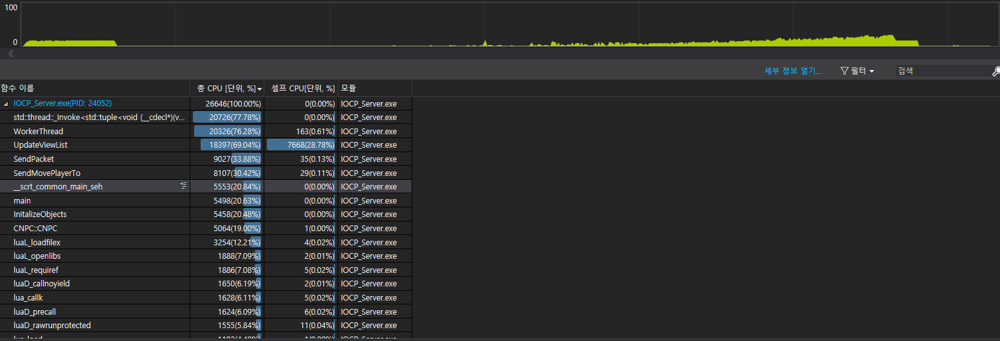 100
0
세부 정보 열기...
필터
검색
함수 이름 총 CPU [단위, %] 셀프 CPU[단위, %] 모듈
IOCP_Server.exe(PID: 24052) 26646(100.00%) 0(0.00%) IOCP_Server.exe
std::thread::_Invoke<std::tuple<void (__cdecl*)(v... 20726(77.78%) 0(0.00%) IOCP_Server.exe
WorkerThread 20326(76.28%) 163(0.61%) IOCP_Server.exe
UpdateViewList 18397(69.04%) 7668(28.78%) IOCP_Server.exe
SendPacket 9027(33.88%) 35(0.13%) IOCP_Server.exe
SendMovePlayerTo 8107(30.42%) 29(0.11%) IOCP_Server.exe
__scrt_common_main_seh 5553(20.84%) 0(0.00%) IOCP_Server.exe
main 5498(20.63%) 0(0.00%) IOCP_Server.exe
InitalizeObjects 5458(20.48%) 0(0.00%) IOCP_Server.exe
CNPC::CNPC 5064(19.00%) 1(0.00%) IOCP_Server.exe
luaL_loadfilex 3254(12.21%) 4(0.02%) IOCP_Server.exe
luaL_openlibs 1888(7.09%) 2(0.01%) IOCP_Server.exe
luaL_requiref 1886(7.08%) 5(0.02%) IOCP_Server.exe
luaD_callnoyield 1650(6.19%) 2(0.01%) IOCP_Server.exe
lua_callk 1628(6.11%) 5(0.02%) IOCP_Server.exe
luaD_precall 1624(6.09%) 6(0.02%) IOCP_Server.exe
luaD_rawrunprotected 1555(5.84%) 11(0.04%) IOCP_Server.exe